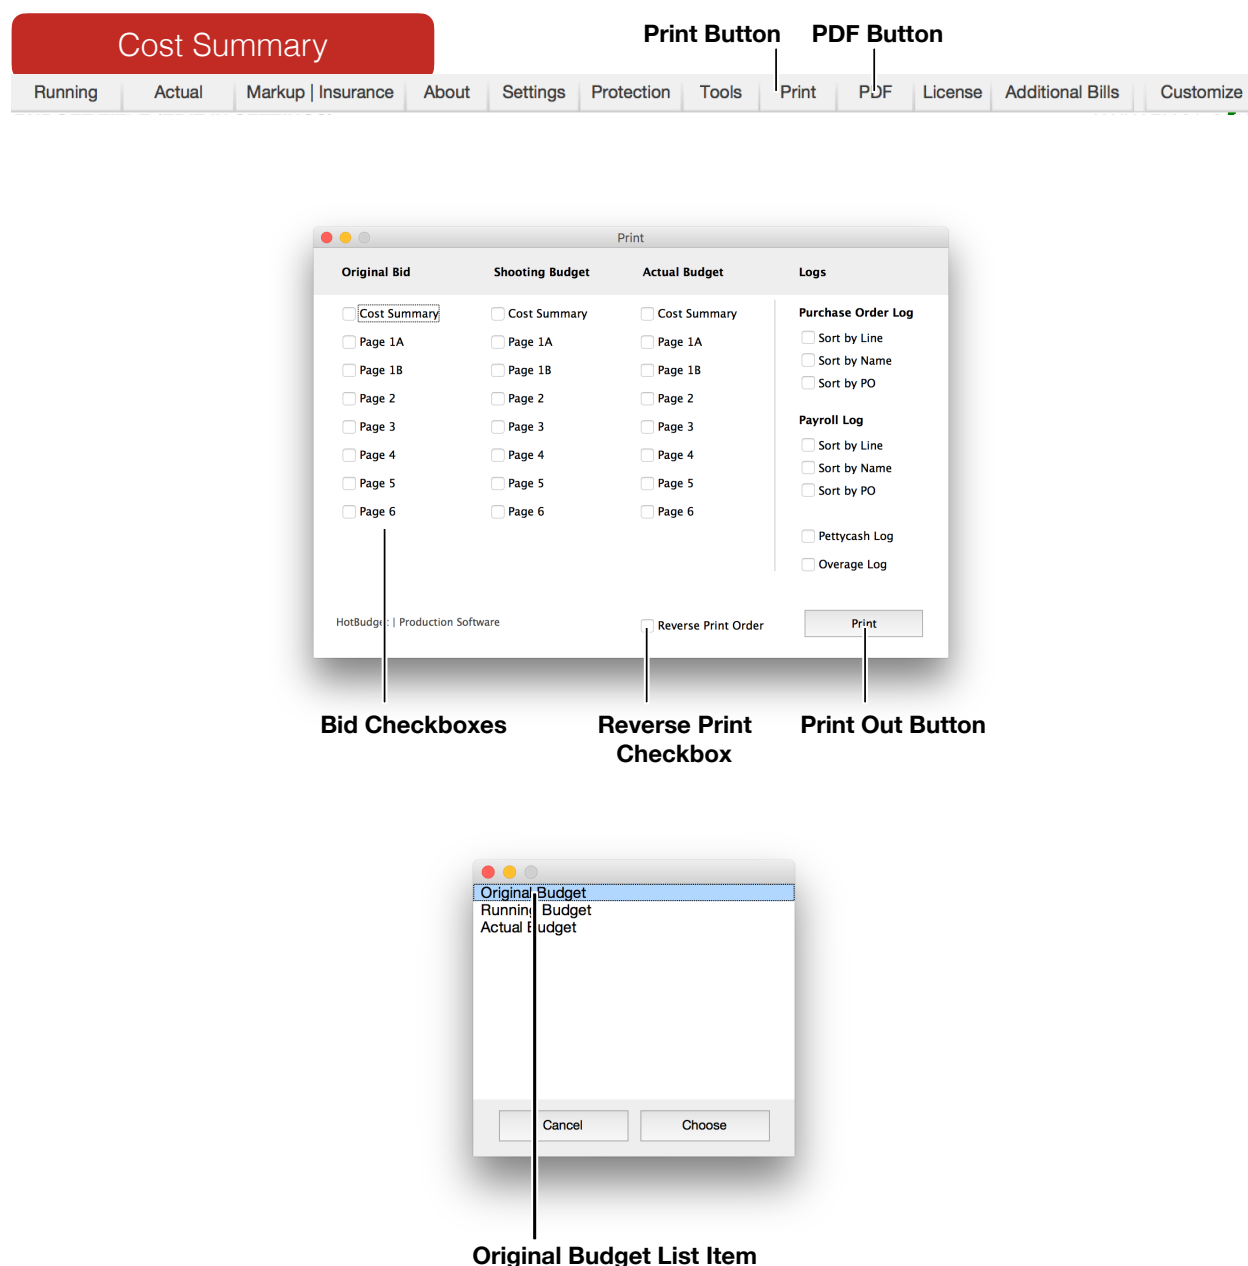 Print Button PDF Button
Cost Summary
Running Actual Markup | Insurance About Settings Protection Tools Print PDF License Additional Bills Customize
Print
Original Bid Shooting Budget Actual Budget Logs
Cost Summary Cost Summary Cost Summary Purchase Order Log
Sort by Line
Page 1A Page 1A Page 1A
Sort by Name
Page 1B Page 1B Page 1B
Sort by PO
Page 2 Page 2 Page 2
Payroll Log
Page 3 Page 3 Page 3
Sort by Line
Page 4 Page 4 Page 4
Sort by Name
Page 5 Page 5 Page 5
Sort by PO
Page 6 Page 6 Page 6
Pettycash Log
Overage Log
HotBudget | Production Software Reverse Print Order Print
Bid Checkboxes Reverse Print Print Out Button
Checkbox
Original Budget
Running Budget
Actual Budget
Cancel Choose
Original Budget List Item